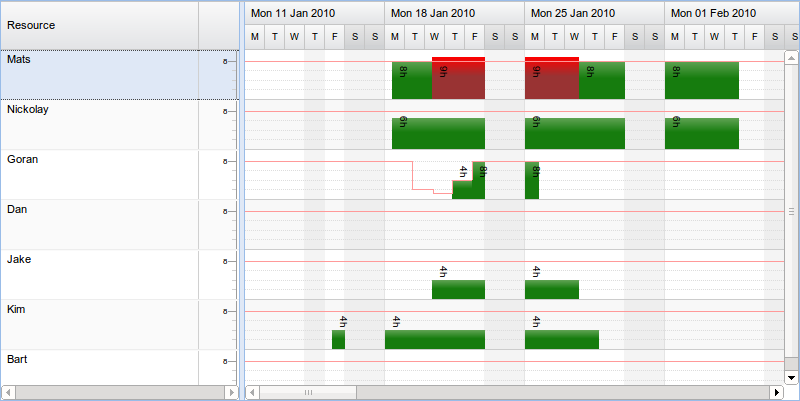 Resource
Mon 11 Jan 2010 Mon 18 Jan 2010 Mon 25 Jan 2010 Mon 01 Feb 2010
M T W T F S S M T W T F S S M T W T F S S M T W T F S S
Mats 8 8h 9h 9h 8h 8h
Nickolay 8 6h 6h 6h
Goran 8 4h 8h 8h
Dan 8
Jake 8 4h 4h
Kim 8 4h 4h 4h
Bart 8